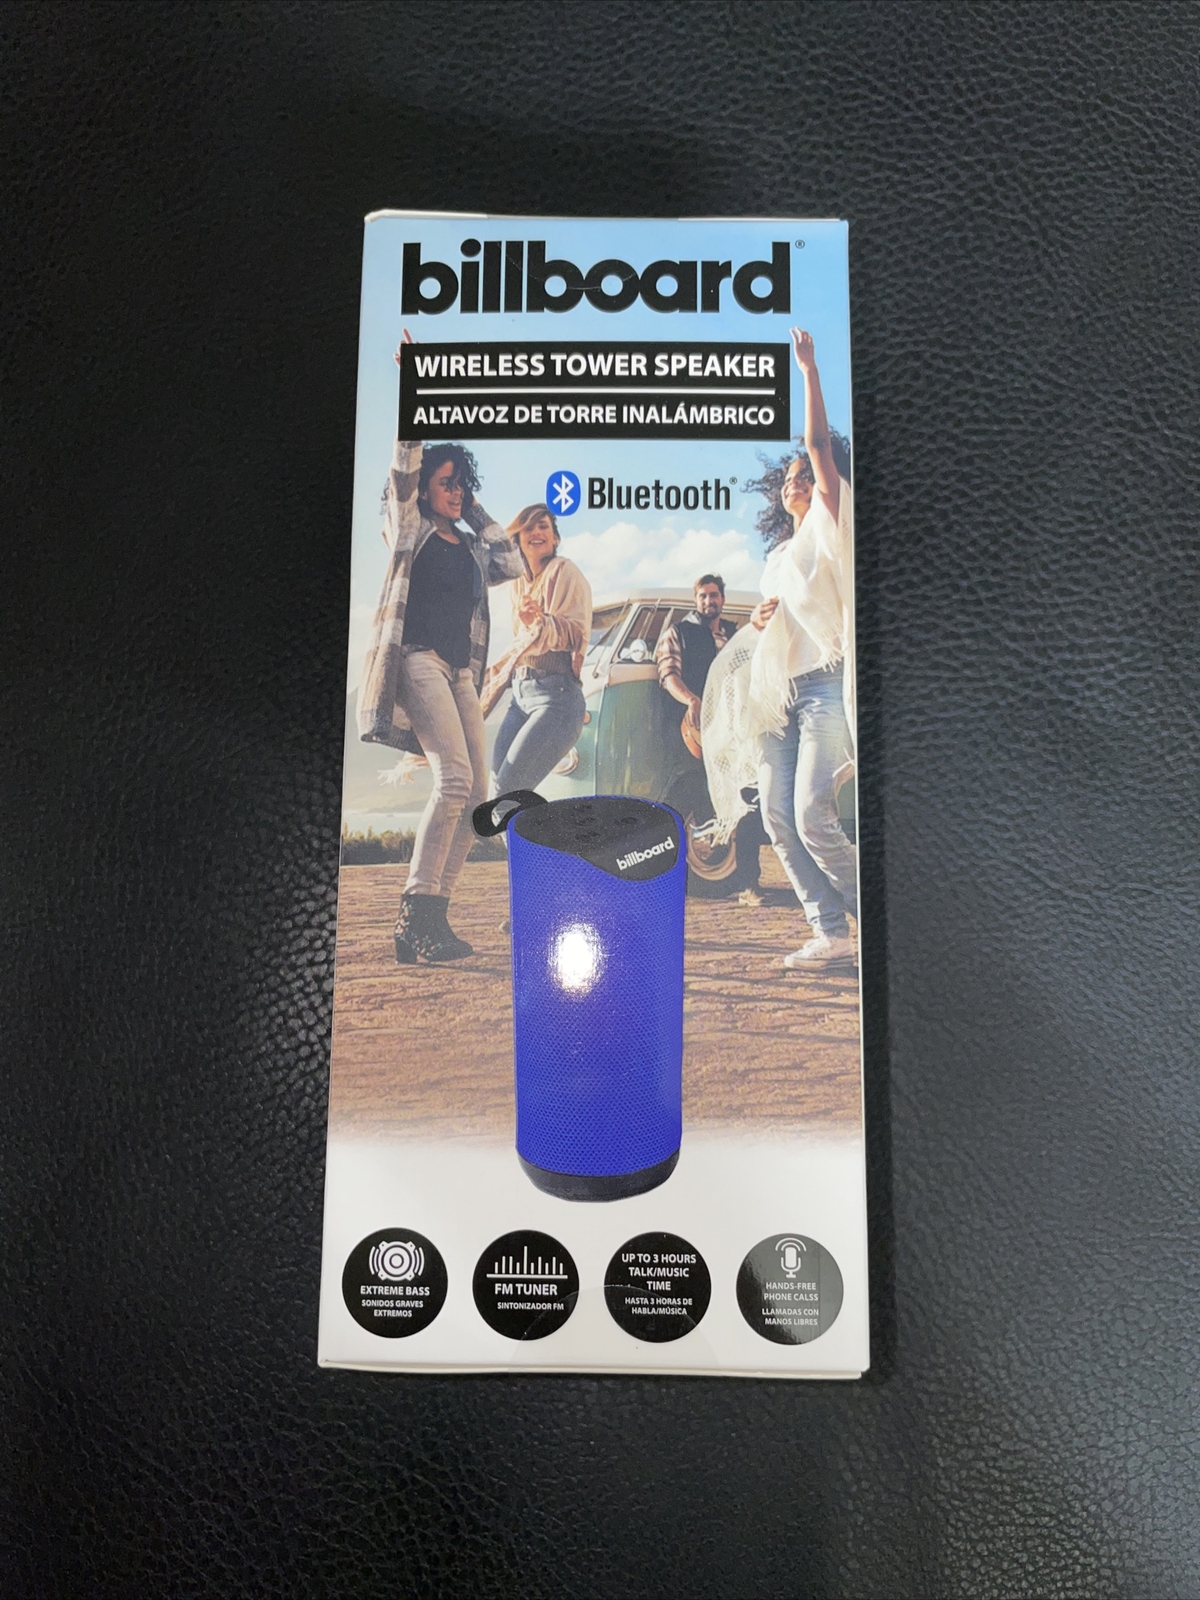 billboard®
WIRELESS TOWER SPEAKER
ALTAVOZ DE TORRE INALÁMBRICO
Bluetooth®
billboard
EXTREME BASS
SONIDOS GRAVES
EXTREMOS
FM TUNER
SINTONIZADOR FM
UP TO 3 HOURS
TALK/MUSIC
TIME
HASTA 3 HORAS DE
HABLA/MÚSICA
HANDS-FREE
PHONE CALSS
LLAMADAS CON
MANOS LIBRES